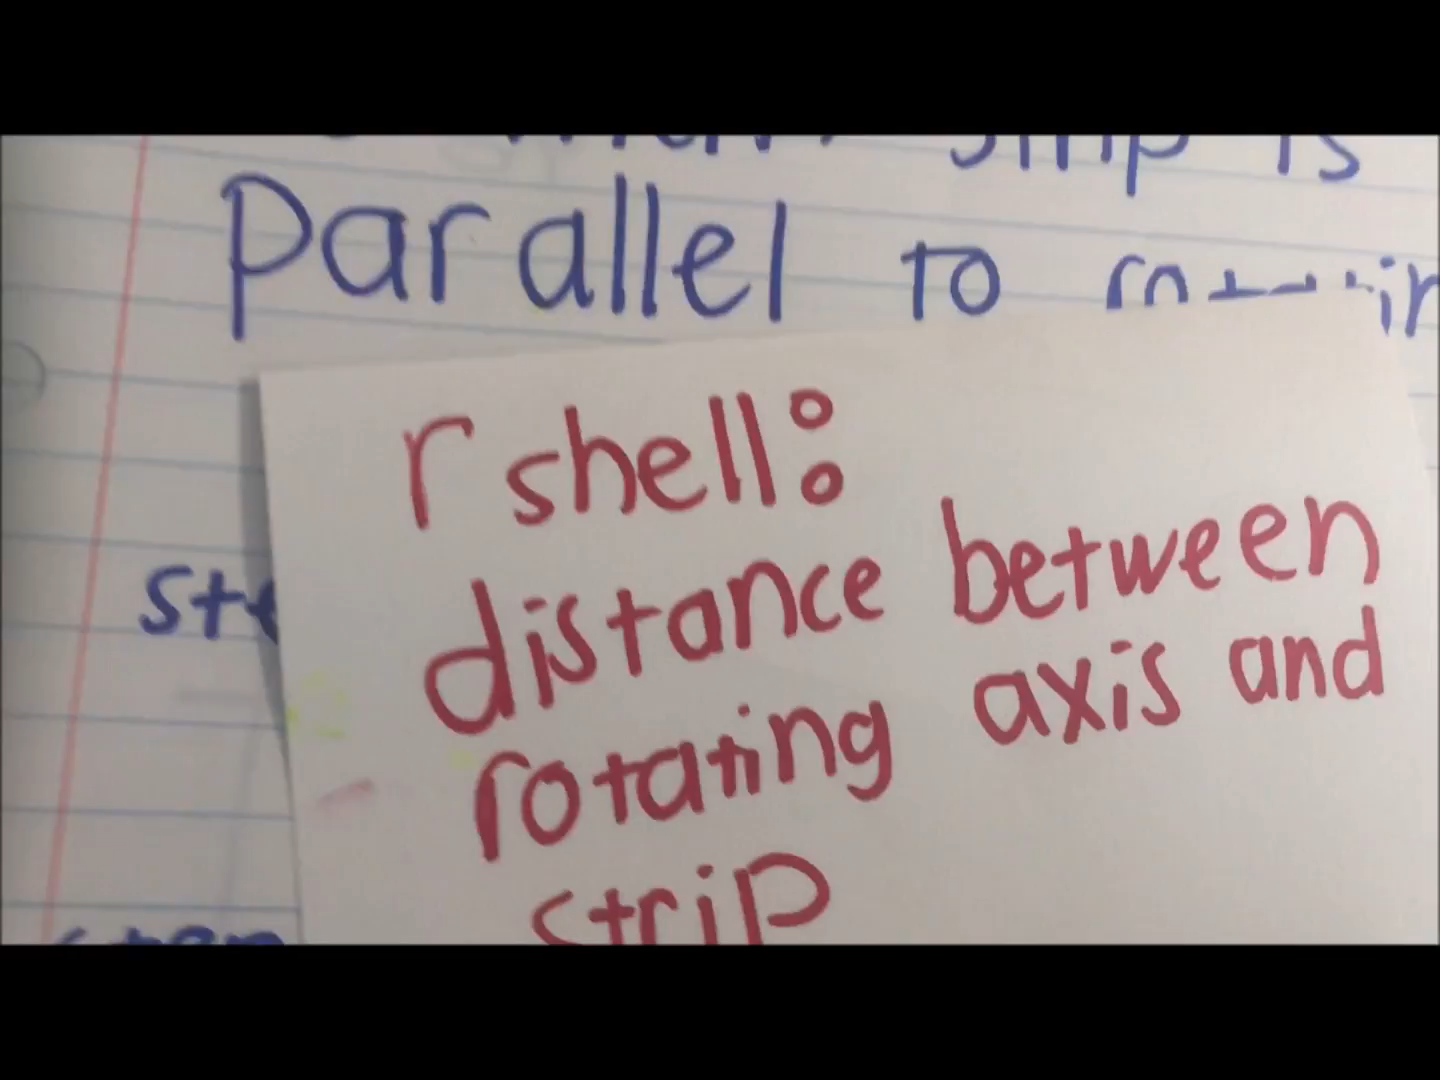 strip is
parallel to
r shell:
distance between
rotating axis and
strip